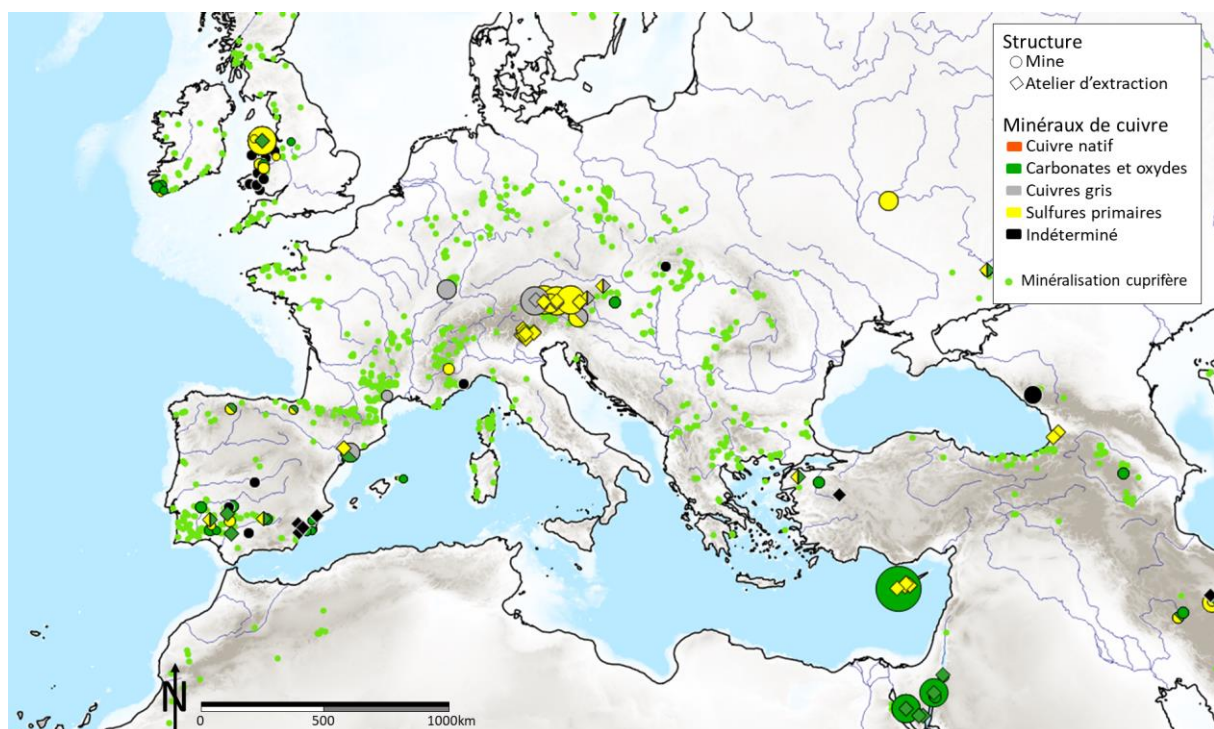 Structure
Mine
Atelier d'extraction
Minéraux de cuivre
Cuivre natif
Carbonates et oxydes
Cuivres gris
Sulfures primaires
Indéterminé
Minéralisation cuprifère
N
0 500 1000km